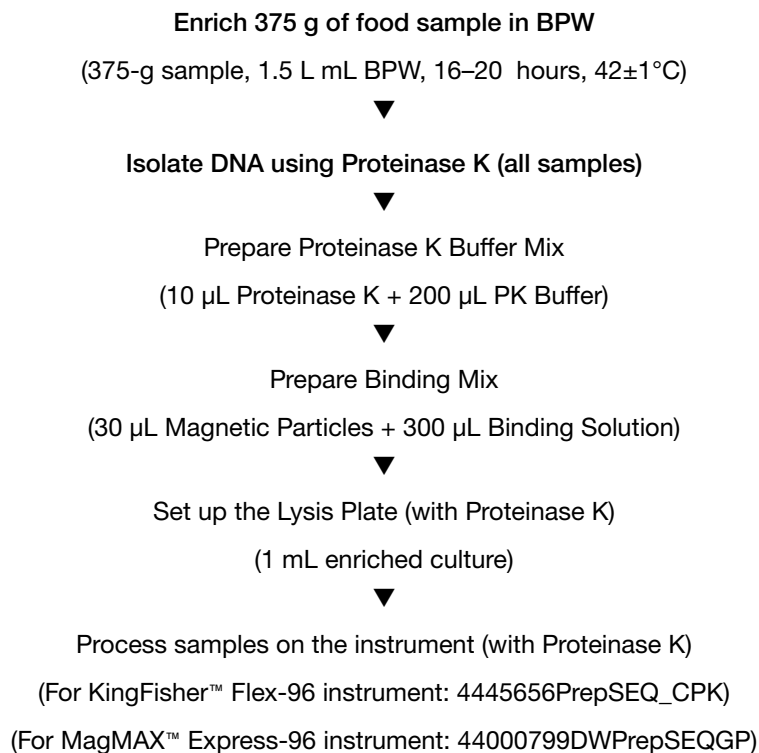 Enrich 375 g of food sample in BPW
(375-g sample, 1.5 L mL BPW, 16–20 hours, 42±1°C)
▼
Isolate DNA using Proteinase K (all samples)
▼
Prepare Proteinase K Buffer Mix
(10 µL Proteinase K + 200 µL PK Buffer)
▼
Prepare Binding Mix
(30 µL Magnetic Particles + 300 µL Binding Solution)
▼
Set up the Lysis Plate (with Proteinase K)
(1 mL enriched culture)
▼
Process samples on the instrument (with Proteinase K)
(For KingFisher™ Flex-96 instrument: 4445656PrepSEQ_CPK)
(For MagMAX™ Express-96 instrument: 44000799DWPrepSEQGP)